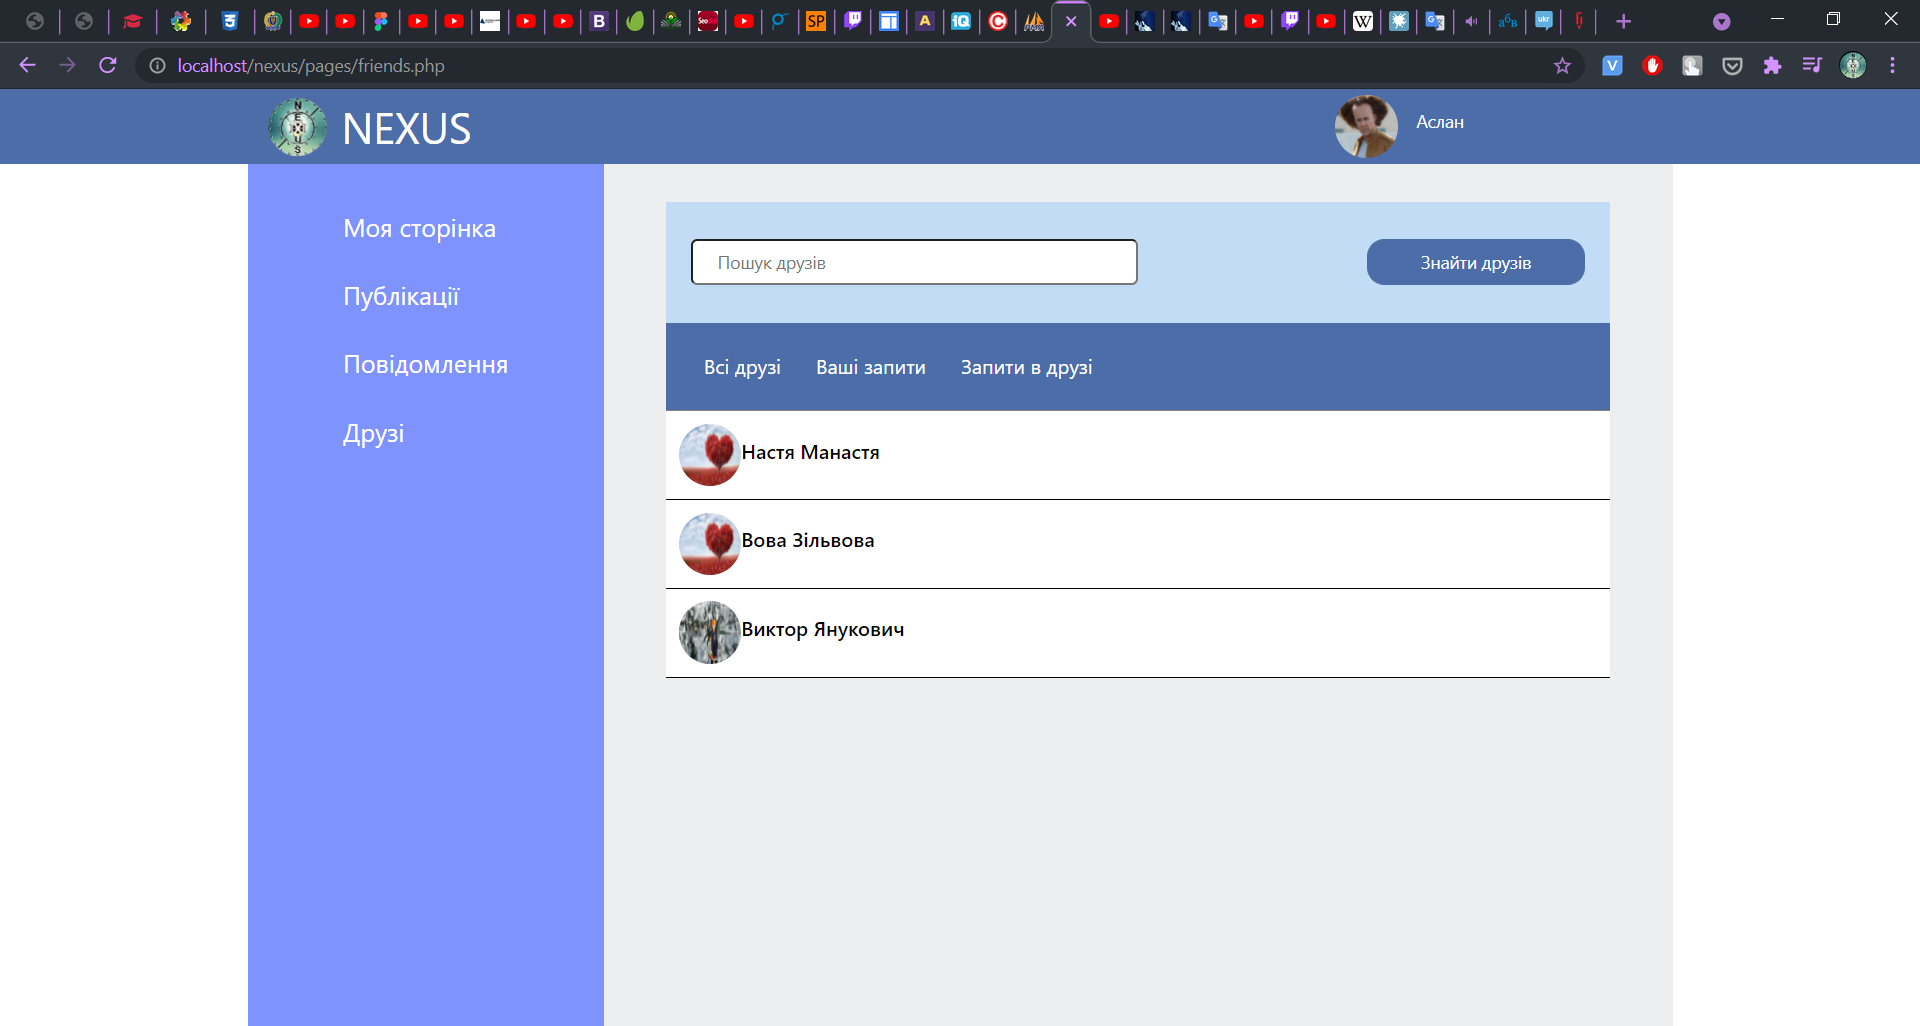 localhost/nexus/pages/friends.php
NEXUS
Аслан
Моя сторінка
Публікації
Повідомлення
Друзі
Пошук друзів
Знайти друзів
Всі друзі
Ваші запити
Запити в друзі
Настя Манастя
Вова Зільвова
Виктор Янукович